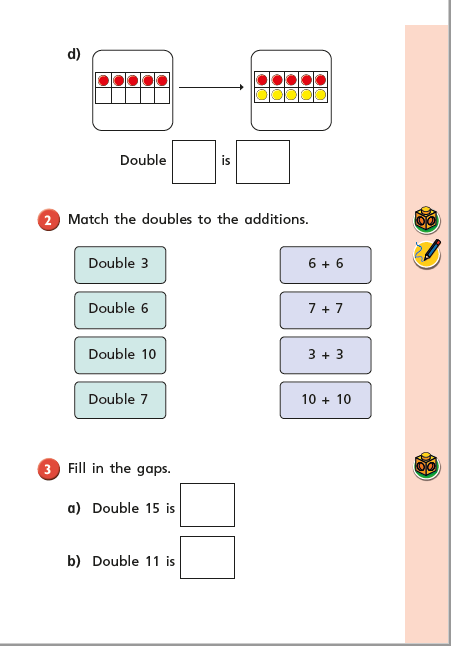 d)
Double is
2 Match the doubles to the additions.
Double 3 6 + 6
Double 6 7 + 7
Double 10 3 + 3
Double 7 10 + 10
3 Fill in the gaps.
a) Double 15 is
b) Double 11 is